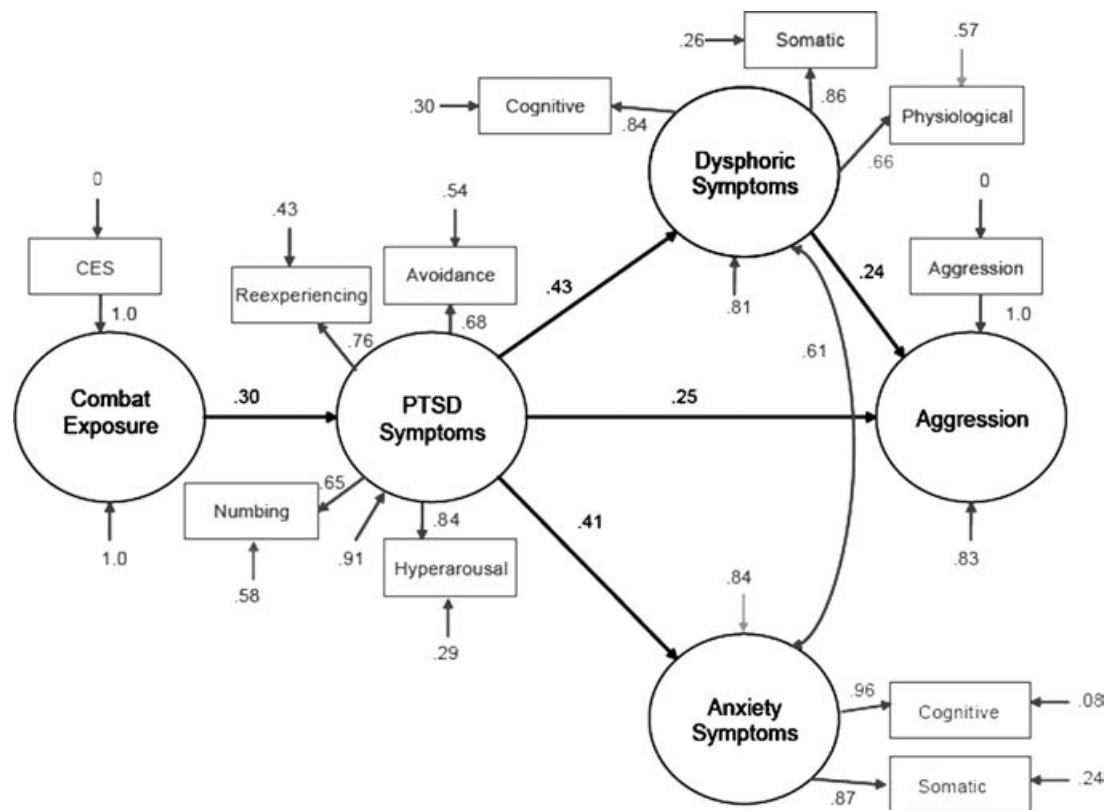 .57
.26
Somatic
.30
Cognitive
.84
.86
Physiological
.66
Dysphoric
Symptoms
0
.43
.54
0
CES
Reexperiencing
Avoidance
.43
.24
Aggression
1.0
.76
.68
.81
.61
1.0
Combat
Exposure
.30
PTSD
Symptoms
.25
Aggression
Numbing
.65
.84
.41
1.0
.58
.91
Hyperarousal
.83
.29
.84
Anxiety
Symptoms
.96
Cognitive
.08
.87
Somatic
.24